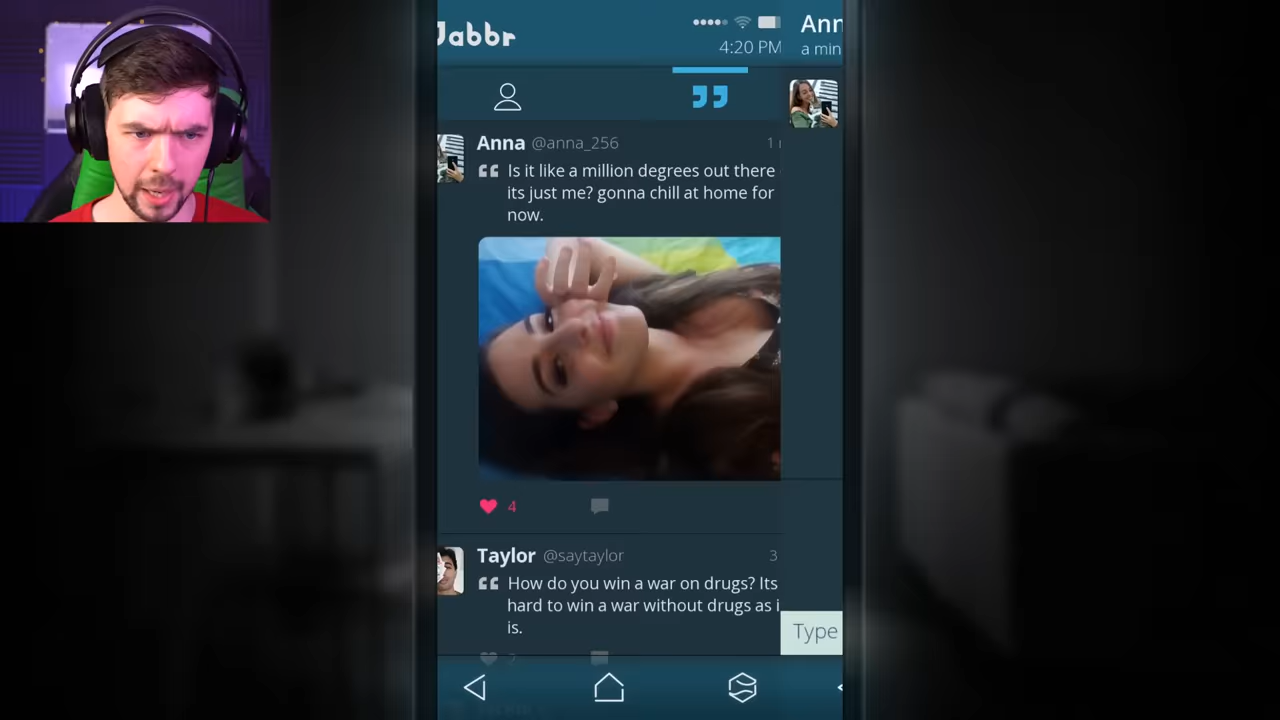 Jabbr
4:20 PM
Ann
a min
Anna @anna_256
Is it like a million degrees out there
its just me? gonna chill at home for
now.
4
Taylor @saytaylor
3
How do you win a war on drugs? Its
hard to win a war without drugs as i
is.
Type